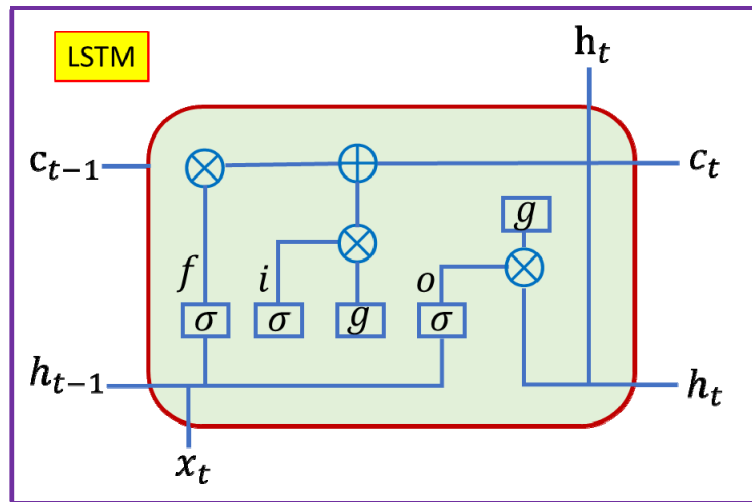 LSTM
h_t
c_{t-1}
c_t
g
f
i
o
σ
σ
g
σ
h_{t-1}
h_t
x_t